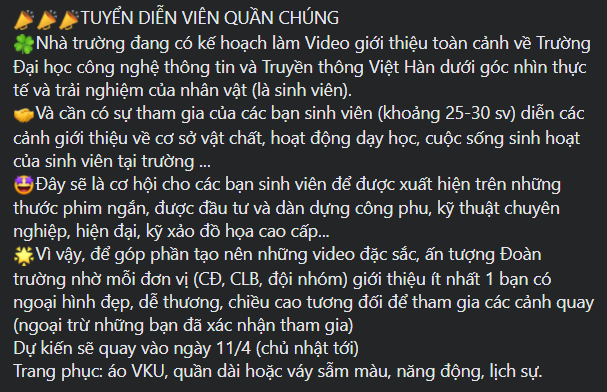 🎉🎉🎉TUYỂN DIỄN VIÊN QUẦN CHÚNG
🍀Nhà trường đang có kế hoạch làm Video giới thiệu toàn cảnh về Trường
Đại học công nghệ thông tin và Truyền thông Việt Hàn dưới góc nhìn thực
tế và trải nghiệm của nhân vật (là sinh viên).
🤝Và cần có sự tham gia của các bạn sinh viên (khoảng 25-30 sv) diễn các
cảnh giới thiệu về cơ sở vật chất, hoạt động dạy học, cuộc sống sinh hoạt
của sinh viên tại trường ...
🤩Đây sẽ là cơ hội cho các bạn sinh viên để được xuất hiện trên những
thước phim ngắn, được đầu tư và dàn dựng công phu, kỹ thuật chuyên
nghiệp, hiện đại, kỹ xảo đồ họa cao cấp...
🌟Vì vậy, để góp phần tạo nên những video đặc sắc, ấn tượng Đoàn
trường nhờ mỗi đơn vị (CĐ, CLB, đội nhóm) giới thiệu ít nhất 1 bạn có
ngoại hình đẹp, dễ thương, chiều cao tương đối để tham gia các cảnh quay
(ngoại trừ những bạn đã xác nhận tham gia)
Dự kiến sẽ quay vào ngày 11/4 (chủ nhật tới)
Trang phục: áo VKU, quần dài hoặc váy sẫm màu, năng động, lịch sự.